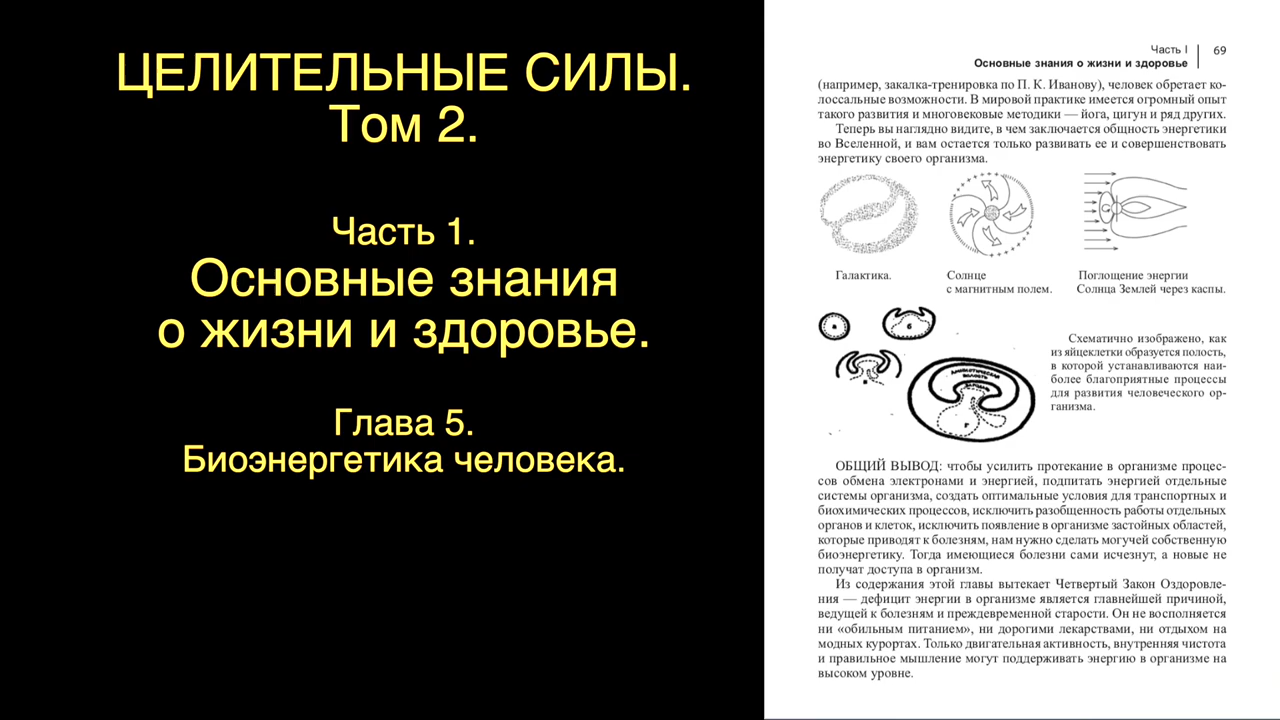 ЦЕЛИТЕЛЬНЫЕ СИЛЫ.
Том 2.
Часть 1.
Основные знания
о жизни и здоровье.
Глава 5.
Биоэнергетика человека.
Часть I 69
Основные знания о жизни и здоровье
(например, закалка-тренировка по П. К. Иванову), человек обретает ко-
лоссальные возможности. В мировой практике имеется огромный опыт
такого развития и многовековые методики — йога, цигун и ряд других.
Теперь вы наглядно видите, в чем заключается общность энергетики
во Вселенной, и вам остается только развивать ее и совершенствовать
энергетику своего организма.
Галактика.
Солнце
с магнитным полем.
Поглощение энергии
Солнца Землей через каспы.
а
б
в
г
амниотическая
полость
Схематично изображено, как
из яйцеклетки образуется полость,
в которой устанавливаются наи-
более благоприятные процессы
для развития человеческого ор-
ганизма.
ОБЩИЙ ВЫВОД: чтобы усилить протекание в организме процес-
сов обмена электронами и энергией, подпитать энергией отдельные
системы организма, создать оптимальные условия для транспортных и
биохимических процессов, исключить разобщенность работы отдельных
органов и клеток, исключить появление в организме застойных областей,
которые приводят к болезням, нам нужно сделать могучей собственную
биоэнергетику. Тогда имеющиеся болезни сами исчезнут, а новые не
получат доступа в организм.
Из содержания этой главы вытекает Четвертый Закон Оздоровле-
ния — дефицит энергии в организме является главнейшей причиной,
ведущей к болезням и преждевременной старости. Он не восполняется
ни «обильным питанием», ни дорогими лекарствами, ни отдыхом на
модных курортах. Только двигательная активность, внутренняя чистота
и правильное мышление могут поддерживать энергию в организме на
высоком уровне.